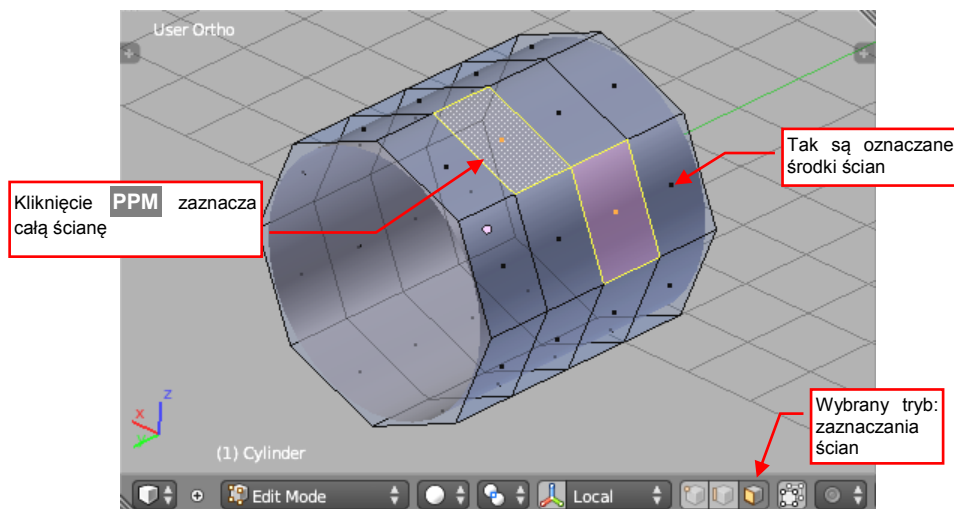 User Ortho
Tak są oznaczane
środki ścian
Kliknięcie PPM zaznacza
całą ścianę
Wybrany tryb:
zaznaczania
ścian
x
y
z
(1) Cylinder
Edit Mode
Local